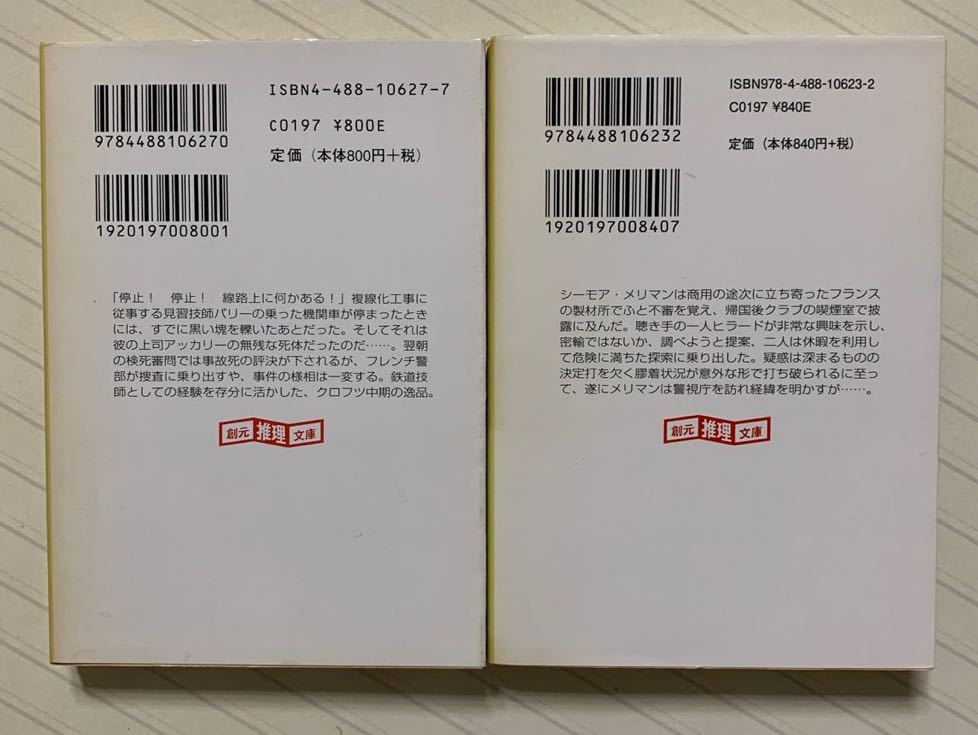 ISBN4-488-10627-7
C0197 ¥800E
定価（本体800円＋税）
9784488106270
1920197008001
「停止！　停止！　線路上に何かある！」複線化工事に
従事する見習技師パリーの乗った機関車が停まったとき
には、すでに黒い塊を轢いたあとだった。そしてそれは
彼の上司アッカリーの無残な死体だったのだ……。翌朝
の検死審問では事故死の評決が下されるが、フレンチ警
部が捜査に乗り出すや、事件の様相は一変する。鉄道技
師としての経験を存分に活かした、クロフツ中期の逸品。
創元 推理 文庫
ISBN978-4-488-10623-2
C0197 ¥840E
定価（本体840円+税）
9784488106232
1920197008407
シーモア・メリマンは商用の途次に立ち寄ったフランス
の製材所でふと不審を覚え、帰国後クラブの喫煙室で披
露に及んだ。聴き手の一人ヒラードが非常な興味を示し、
密輸ではないか、調べようと提案、二人は休暇を利用し
て危険に満ちた探索に乗り出した。疑惑は深まるものの
決定打を欠く膠着状況が意外な形で打ち破られるに至っ
て、遂にメリマンは警視庁を訪れ経緯を明かすが……。
創元 推理 文庫